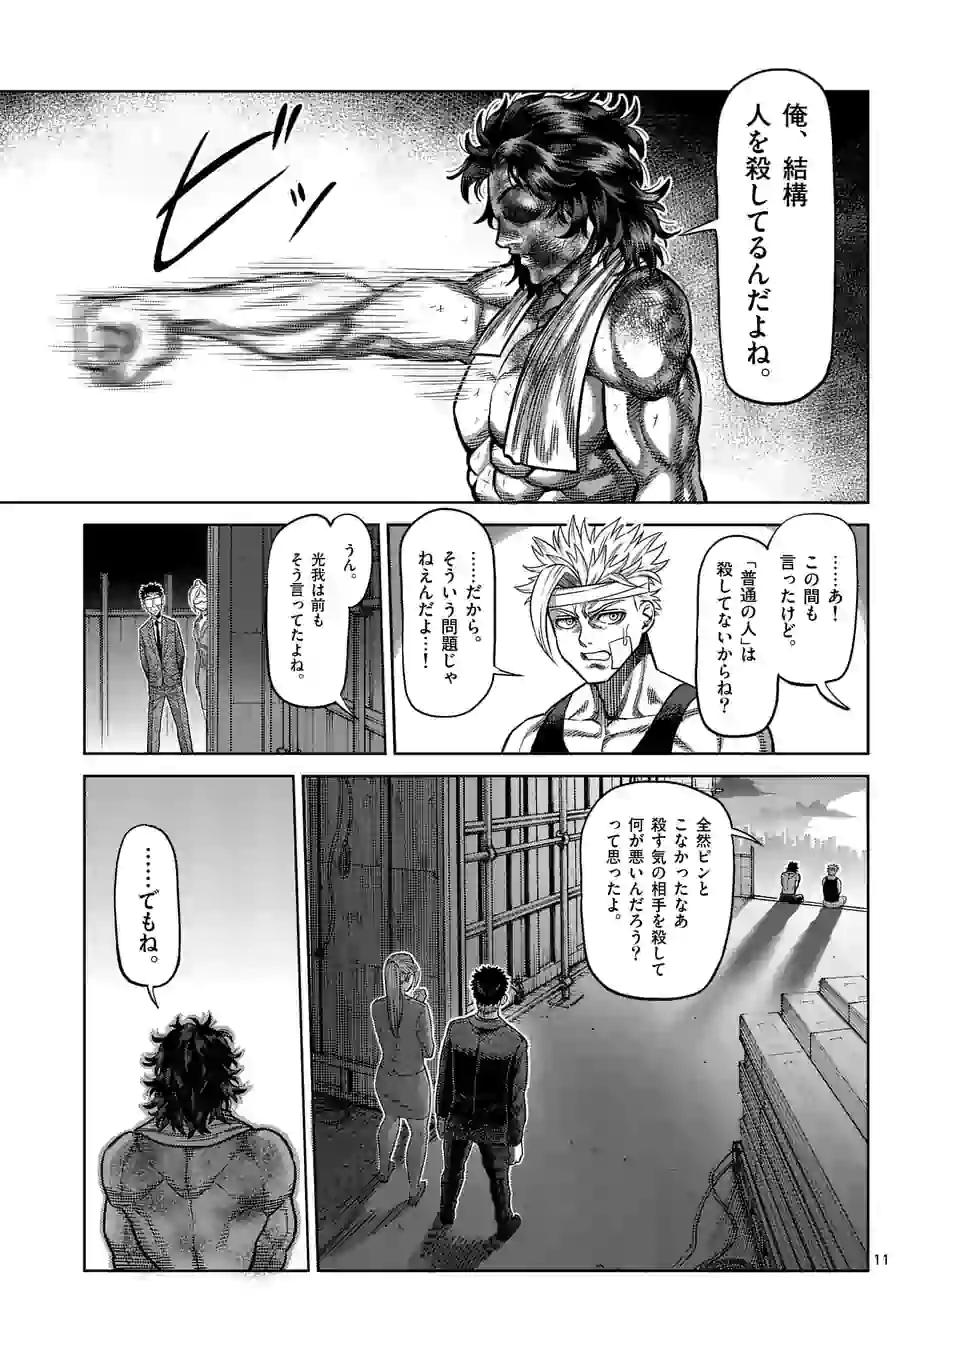 俺、結構
人を殺してるんだよね。
ビッ
……あ！
この間も
言ったけど。
「普通の人」は
殺してないからね？
……だから。
そういう問題じゃ
ねえんだよ…！
うん。
光我は前も
そう言ってたよね。
全然ピンと
こなかったなあ
殺す気の相手を殺して
何が悪いんだろう？
って思ったよ。
……でもね。
11